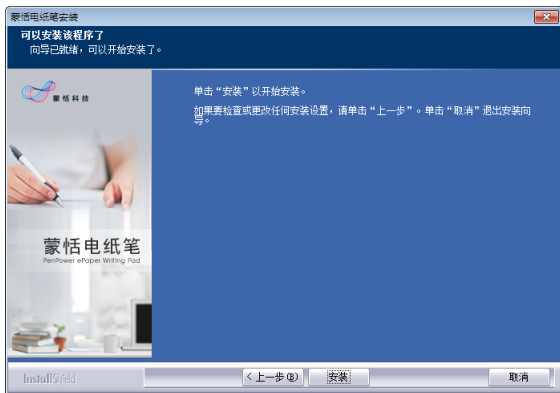 蒙恬电纸笔安装
可以安装该程序了
向导已就绪，可以开始安装了。
蒙恬科技
单击“安装”以开始安装。
如果要检查或更改任何安装设置，请单击“上一步”。单击“取消”退出安装向
导。
蒙恬电纸笔
PenPower ePaper Writing Pad
InstallShield
< 上一步(B)
安装
取消